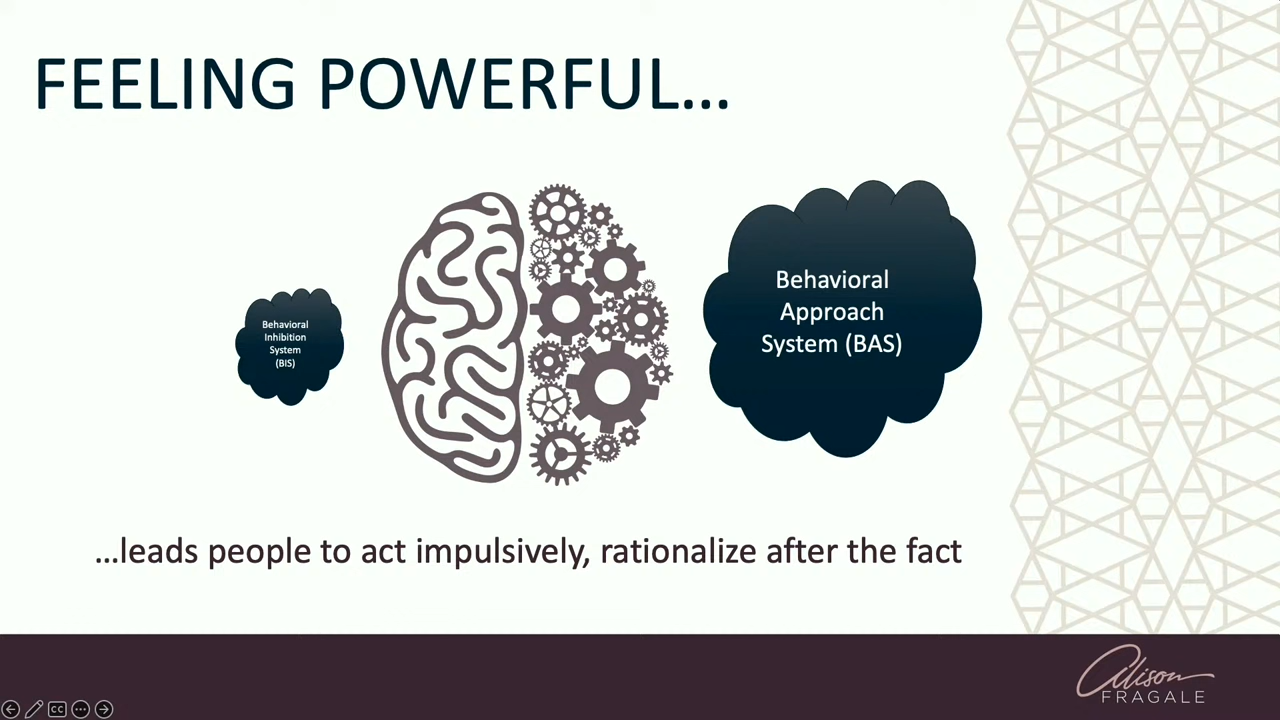 FEELING POWERFUL...
Behavioral
Inhibition
System
(BIS)
Behavioral
Approach
System (BAS)
...leads people to act impulsively, rationalize after the fact
Alison
FRAGALE
CC